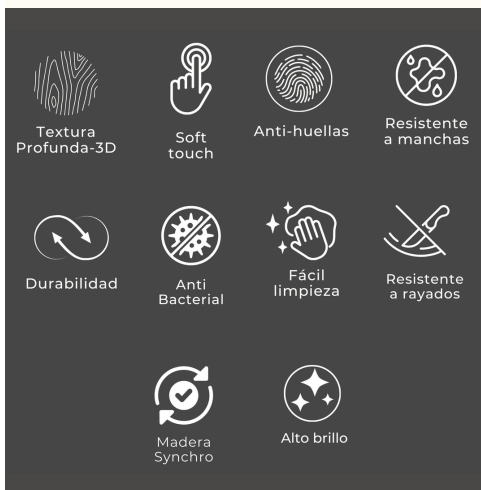 Textura
Profunda-3D
Soft
touch
Anti-huellas
Resistente
a manchas
Durabilidad
Anti
Bacterial
Fácil
limpieza
Resistente
a rayados
Madera
Synchro
Alto brillo